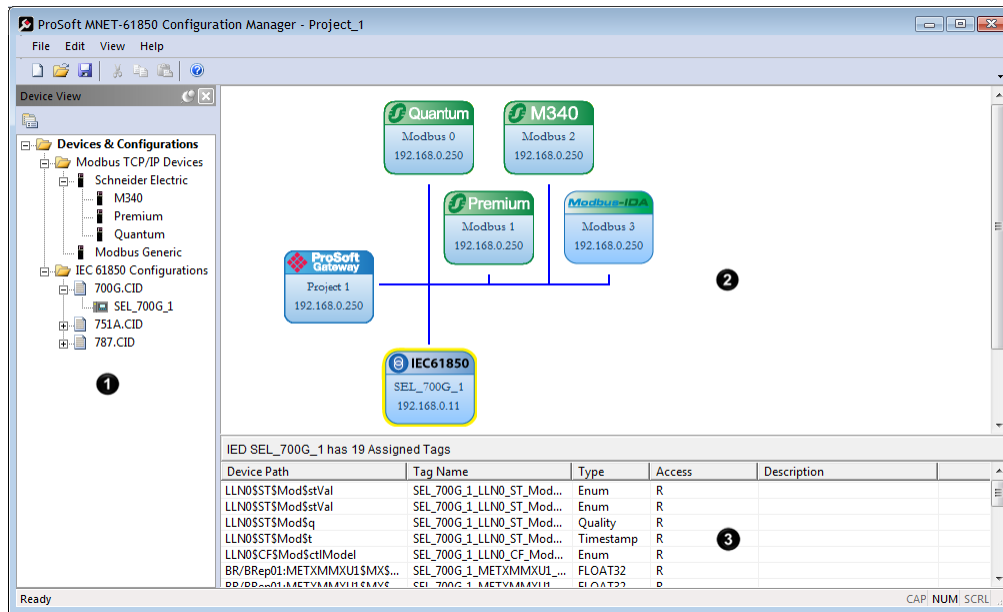 ProSoft MNET-61850 Configuration Manager - Project_1
File Edit View Help
Device View
Devices & Configurations
Modbus TCP/IP Devices
Schneider Electric
M340
Premium
Quantum
Modbus Generic
IEC 61850 Configurations
700G.CID
SEL_700G_1
751A.CID
787.CID
1
Quantum
Modbus 0
192.168.0.250
M340
Modbus 2
192.168.0.250
Premium
Modbus 1
192.168.0.250
Modbus-IDA
Modbus 3
192.168.0.250
ProSoft
Gateway
Project 1
192.168.0.250
2
IEC61850
SEL_700G_1
192.168.0.11
IED SEL_700G_1 has 19 Assigned Tags
Device Path Tag Name Type Access Description
LLN0$ST$Mod$stVal SEL_700G_1_LLN0_ST_Mod... Enum R
LLN0$ST$Mod$stVal SEL_700G_1_LLN0_ST_Mod... Enum R
LLN0$ST$Mod$q SEL_700G_1_LLN0_ST_Mod... Quality R
LLN0$ST$Mod$t SEL_700G_1_LLN0_ST_Mod... Timestamp R
LLN0$CF$Mod$ctlModel SEL_700G_1_LLN0_CF_Mod... Enum R
BR/BRep01:METXMMXU1$MX$... SEL_700G_1_METXMMXU1_... FLOAT32 R
BR/BRep01:METXMMXU1$MX$... SEL_700G_1_METXMMXU1_... FLOAT32 R
3
Ready
CAP NUM SCRL